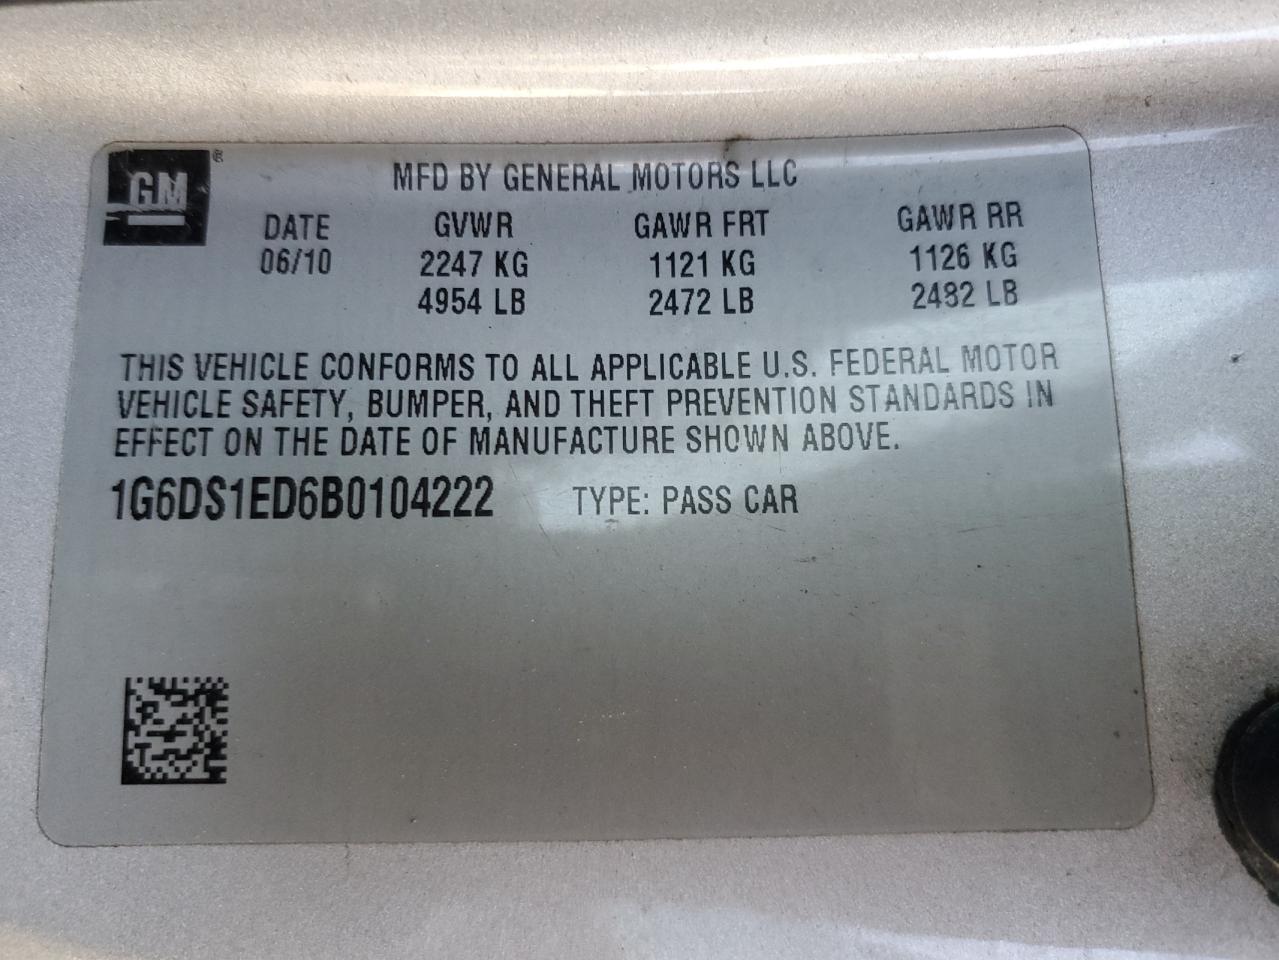 GM ®
MFD BY GENERAL MOTORS LLC
DATE GVWR GAWR FRT GAWR RR
06/10 2247 KG 1121 KG 1126 KG
4954 LB 2472 LB 2482 LB
THIS VEHICLE CONFORMS TO ALL APPLICABLE U.S. FEDERAL MOTOR
VEHICLE SAFETY, BUMPER, AND THEFT PREVENTION STANDARDS IN
EFFECT ON THE DATE OF MANUFACTURE SHOWN ABOVE.
1G6DS1ED6B0104222 TYPE: PASS CAR